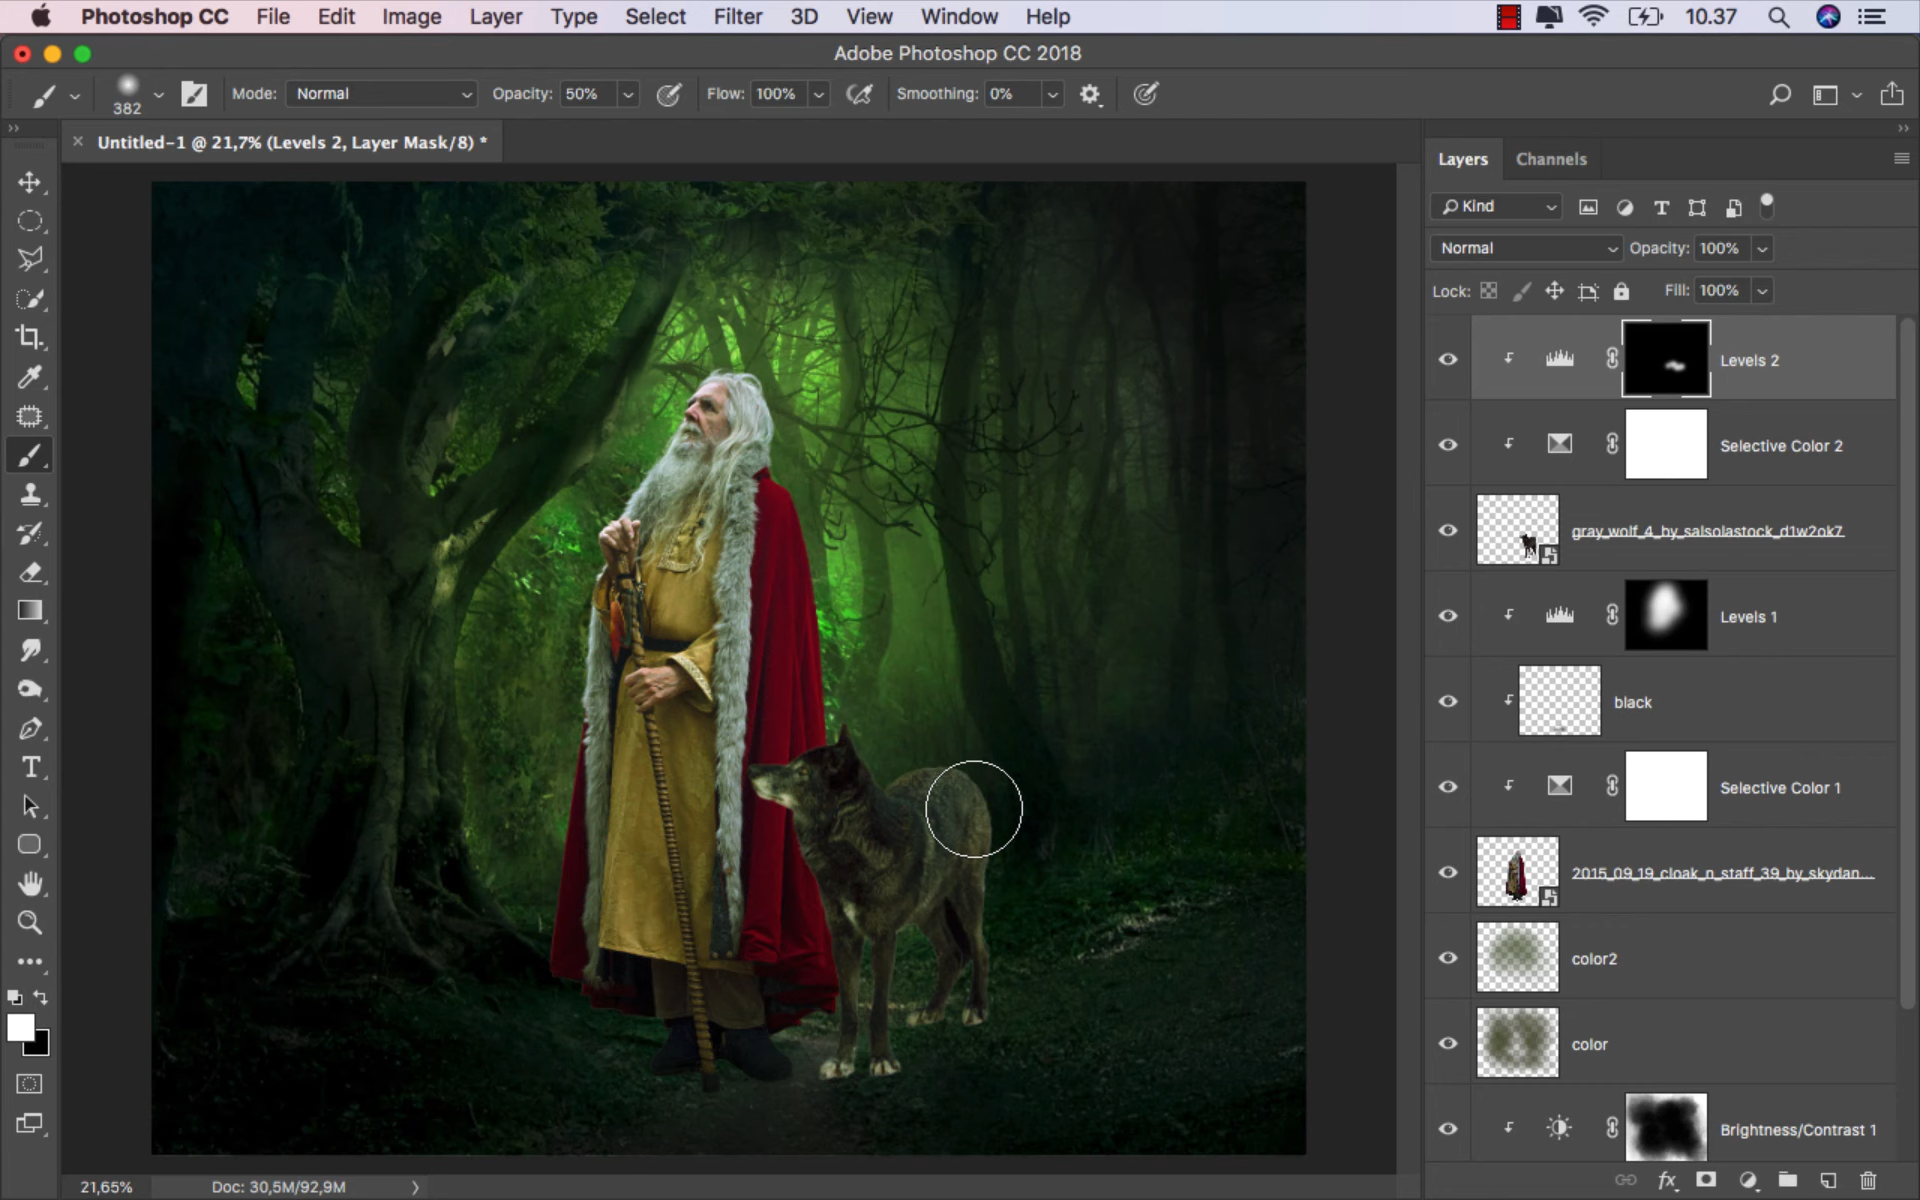 Photoshop CC File Edit Image Layer Type Select Filter 3D View Window Help 10.37
Adobe Photoshop CC 2018
382 Mode: Normal Opacity: 50% Flow: 100% Smoothing: 0%
Untitled-1 @ 21,7% (Levels 2, Layer Mask/8) *
Layers Channels
Kind
Normal Opacity: 100%
Lock: Fill: 100%
Levels 2
Selective Color 2
gray_wolf_4_by_salsolastock_d1w2ok7
Levels 1
black
Selective Color 1
2015_09_19_cloak_n_staff_39_by_skydan...
color2
color
Brightness/Contrast 1
21,65% Doc: 30,5M/92,9M